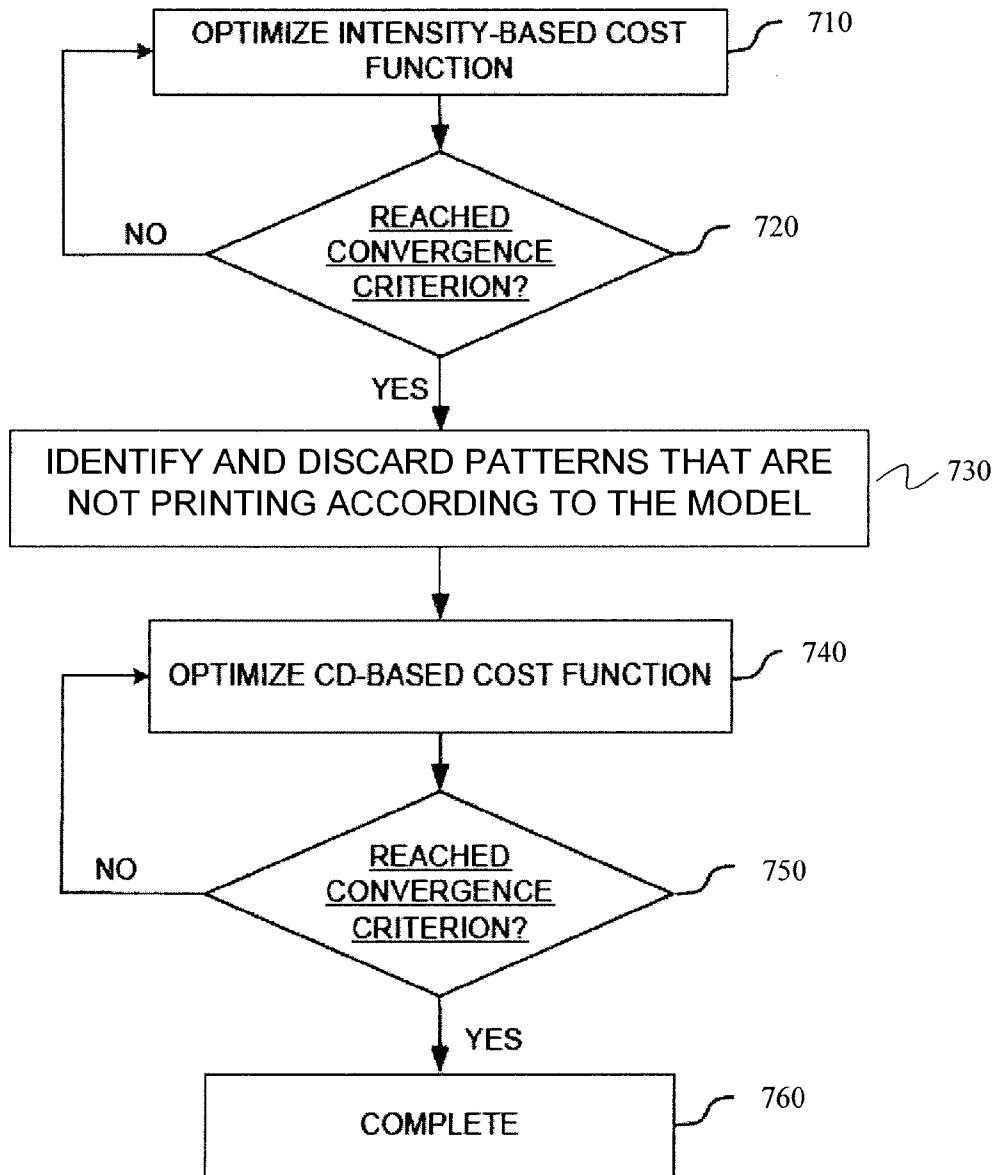 OPTIMIZE INTENSITY-BASED COST
FUNCTION
710
REACHED
CONVERGENCE
CRITERION?
720
NO
YES
IDENTIFY AND DISCARD PATTERNS THAT ARE
NOT PRINTING ACCORDING TO THE MODEL
730
OPTIMIZE CD-BASED COST FUNCTION
740
REACHED
CONVERGENCE
CRITERION?
750
NO
YES
COMPLETE
760